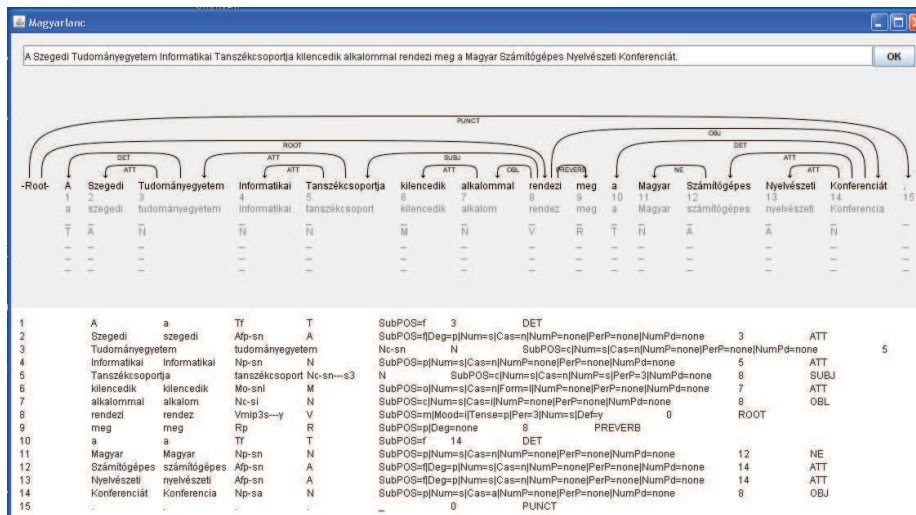 Magyarlanc
A Szegedi Tudományegyetem Informatikai Tanszékcsoportja kilencedik alkalommal rendezi meg a Magyar Számítógépes Nyelvészeti Konferenciát.
OK
PUNCT
OBJ
ROOT DET
DET ATT SUBJ ATT
ATT ATT ATT OBL PREVERB NE ATT
-Root- A Szegedi Tudományegyetem Informatikai Tanszékcsoportja kilencedik alkalommal rendezi meg a Magyar Számítógépes Nyelvészeti Konferenciát .
1 2 3 4 5 6 7 8 9 10 11 12 13 14 15
a szegedi tudományegyetem Informatikai tanszékcsoport kilencedik alkalom rendez meg a Magyar számítógépes nyelvészeti Konferencia .
_ _ _ _ _ _ _ _ _ _ _ _ _ _ _
T A N N N M N V R T N A A N .
_ _ _ _ _ _ _ _ _ _ _ _ _ _ _
_ _ _ _ _ _ _ _ _ _ _ _ _ _ _
_ _ _ _ _ _ _ _ _ _ _ _ _ _ _
1 A a Tf T SubPOS=f 3 DET
2 Szegedi szegedi Afp-sn A SubPOS=f|Deg=p|Num=s|Cas=n|NumP=none|PerP=none|NumPd=none 3 ATT
3 Tudományegyetem tudományegyetem Nc-sn N SubPOS=c|Num=s|Cas=n|NumP=none|PerP=none|NumPd=none 5
4 Informatikai Informatikai Np-sn N SubPOS=p|Num=s|Cas=n|NumP=none|PerP=none|NumPd=none 5 ATT
5 Tanszékcsoportja tanszékcsoport Nc-sn---s3 N SubPOS=c|Num=s|Cas=n|NumP=s|PerP=3|NumPd=none 8 SUBJ
6 kilencedik kilencedik Mo-snl M SubPOS=o|Num=s|Cas=n|Form=l|NumP=none|PerP=none|NumPd=none 7 ATT
7 alkalommal alkalom Nc-si N SubPOS=c|Num=s|Cas=i|NumP=none|PerP=none|NumPd=none 8 OBL
8 rendezi rendez Vmip3s---y V SubPOS=m|Mood=i|Tense=p|Per=3|Num=s|Def=y 0 ROOT
9 meg meg Rp R SubPOS=p|Deg=none 8 PREVERB
10 a a Tf T SubPOS=f 14 DET
11 Magyar Magyar Np-sn N SubPOS=p|Num=s|Cas=n|NumP=none|PerP=none|NumPd=none 12 NE
12 Számítógépes számítógépes Afp-sn A SubPOS=f|Deg=p|Num=s|Cas=n|NumP=none|PerP=none|NumPd=none 14 ATT
13 Nyelvészeti nyelvészeti Afp-sn A SubPOS=f|Deg=p|Num=s|Cas=n|NumP=none|PerP=none|NumPd=none 14 ATT
14 Konferenciát Konferencia Np-sa N SubPOS=p|Num=s|Cas=a|NumP=none|PerP=none|NumPd=none 8 OBJ
15 . . . . _ 0 PUNCT